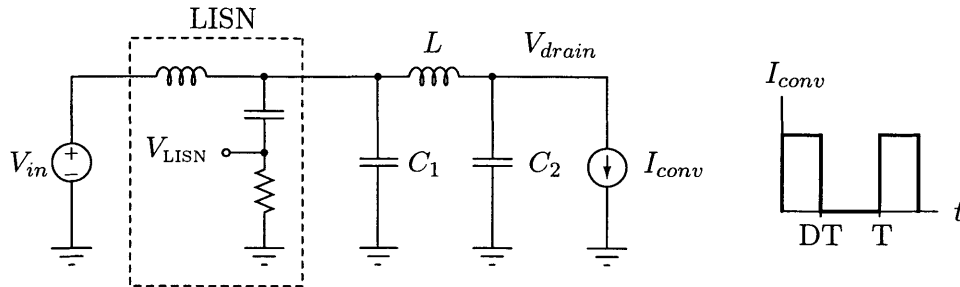 LISN
L
V_drain
I_conv
V_in
+
−
V_LISN
C_1
C_2
I_conv
DT
T
t